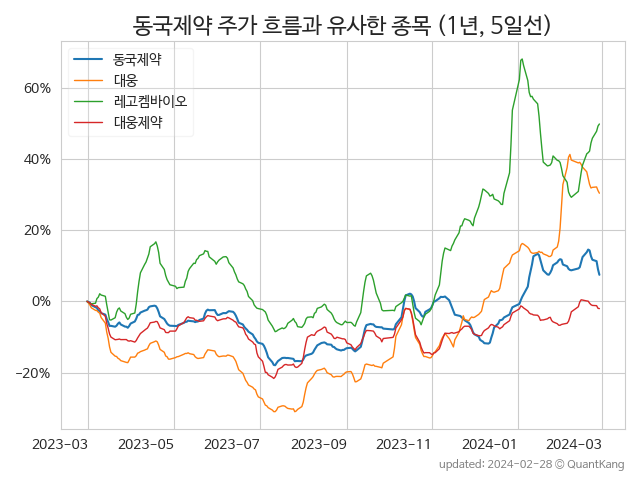 동국제약 주가 흐름과 유사한 종목 (1년, 5일선)
동국제약
대웅
레고켐바이오
대웅제약
60%
40%
20%
0%
−20%
2023-03 2023-05 2023-07 2023-09 2023-11 2024-01 2024-03
updated: 2024-02-28 © QuantKang